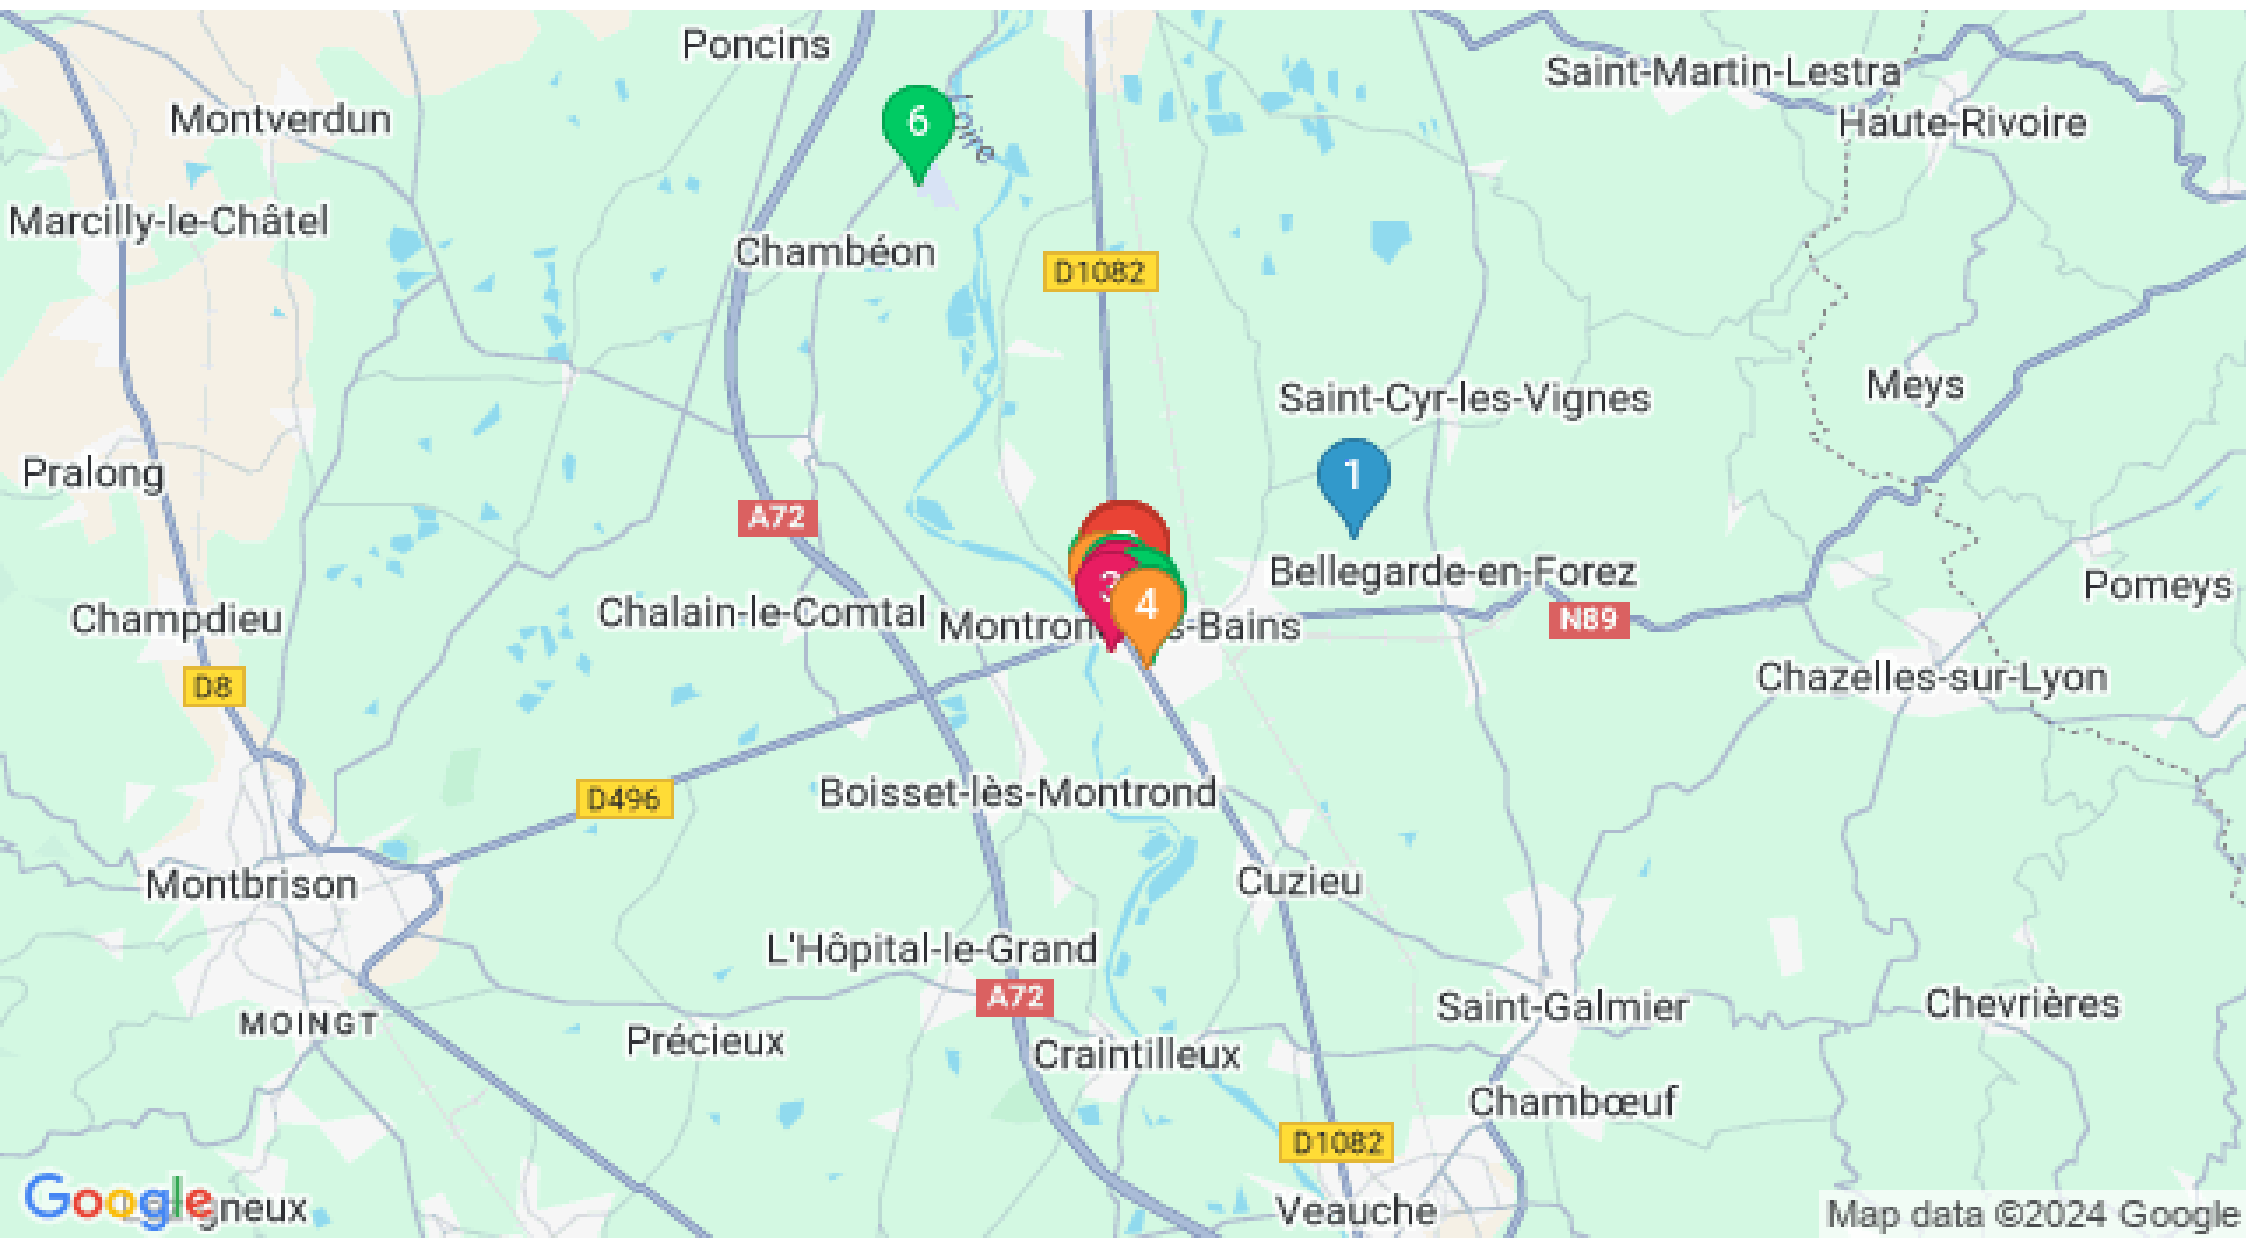 Poncins
Saint-Martin-Lestra
Montverdun
6
Loire
Haute-Rivoire
Marcilly-le-Châtel
Chambéon
D1082
Meys
Saint-Cyr-les-Vignes
Pralong
1
A72
Bellegarde-en-Forez
Pomeys
3
4
Champdieu
Chalain-le-Comtal
N89
D8
Chazelles-sur-Lyon
D496
Boisset-lès-Montrond
Montbrison
Cuzieu
L'Hôpital-le-Grand
A72
MOINGT
Saint-Galmier
Chevrières
Précieux
Craintilleux
Chambœuf
D1082
Google
Veauche
Map data ©2024 Google